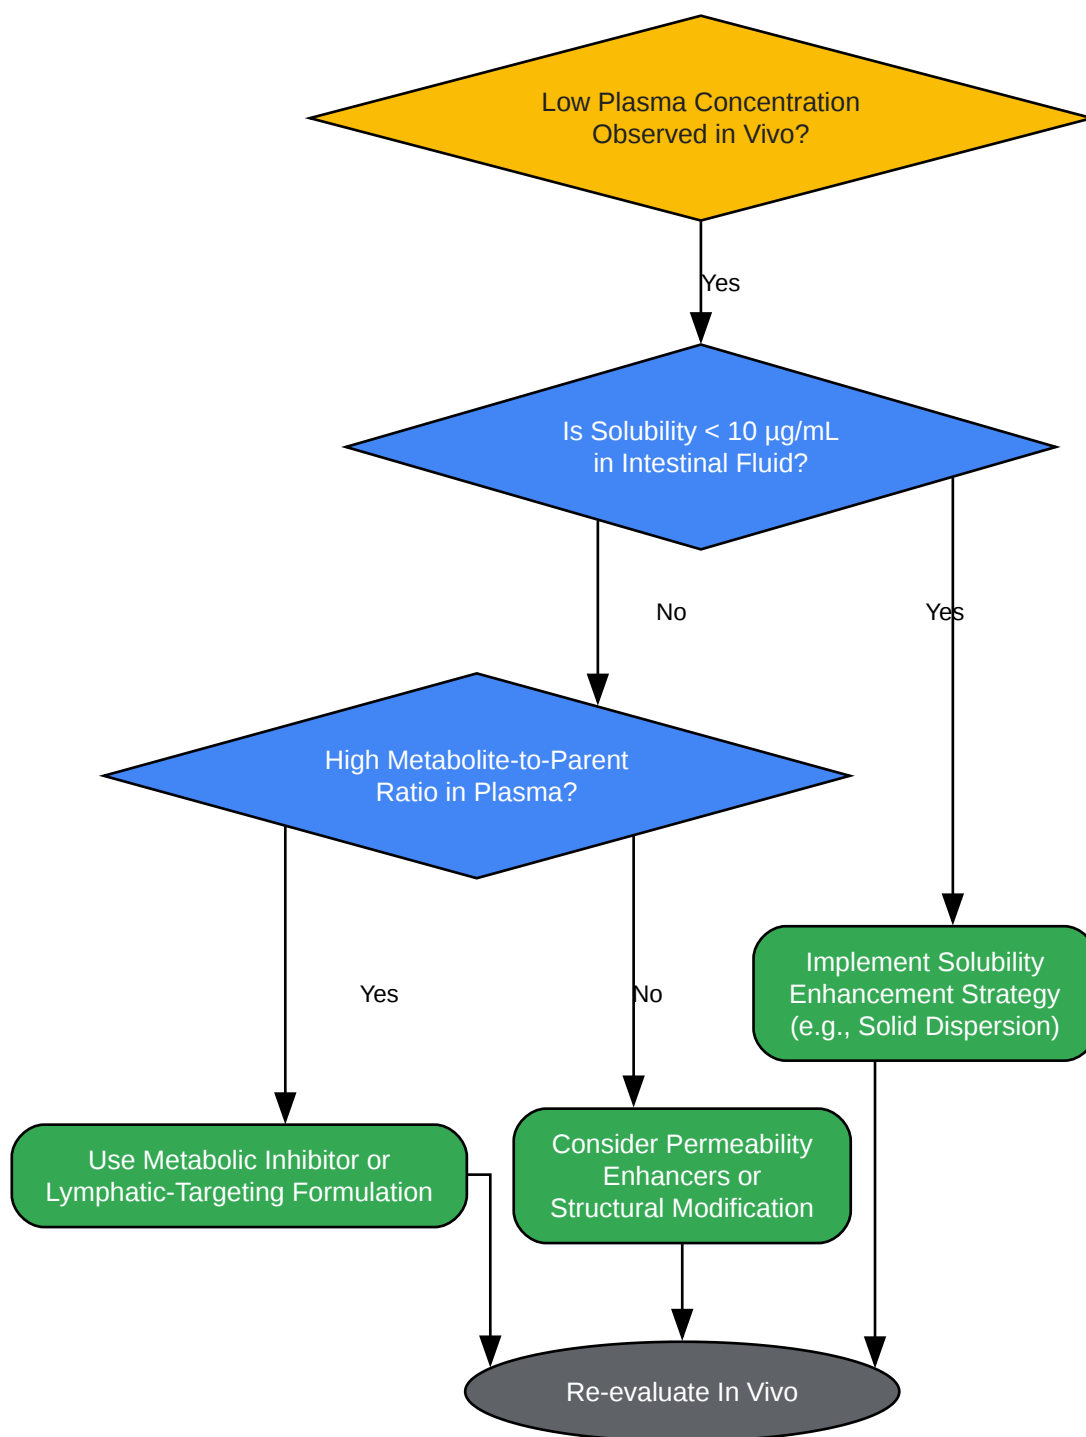 Low Plasma Concentration
Observed in Vivo?
Yes
Is Solubility < 10 µg/mL
in Intestinal Fluid?
No
Yes
High Metabolite-to-Parent
Ratio in Plasma?
Yes
No
Implement Solubility
Enhancement Strategy
(e.g., Solid Dispersion)
Use Metabolic Inhibitor or
Lymphatic-Targeting Formulation
Consider Permeability
Enhancers or
Structural Modification
Re-evaluate In Vivo